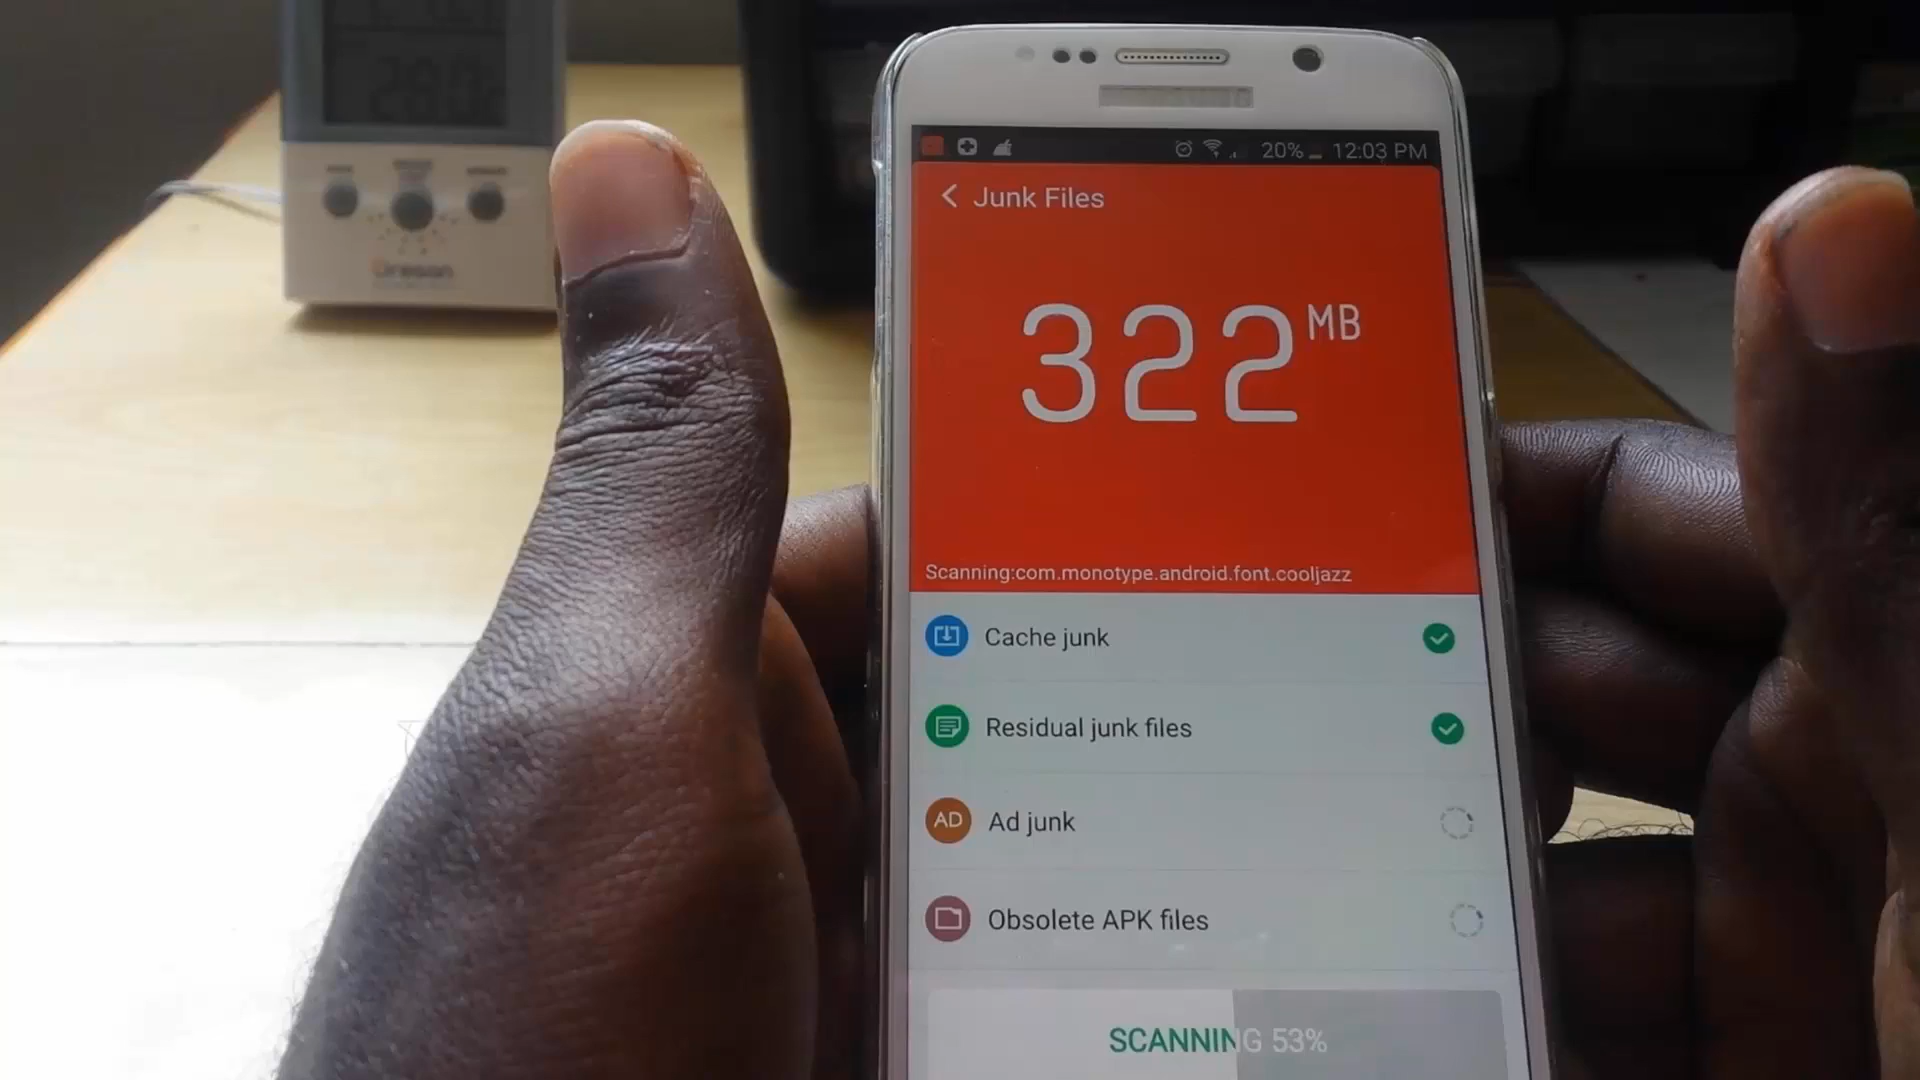 20% 12:03 PM
Junk Files
322 MB
Scanning:com.monotype.android.font.cooljazz
Cache junk
Residual junk files
AD Ad junk
Obsolete APK files
SCANNING 53%
Oregon